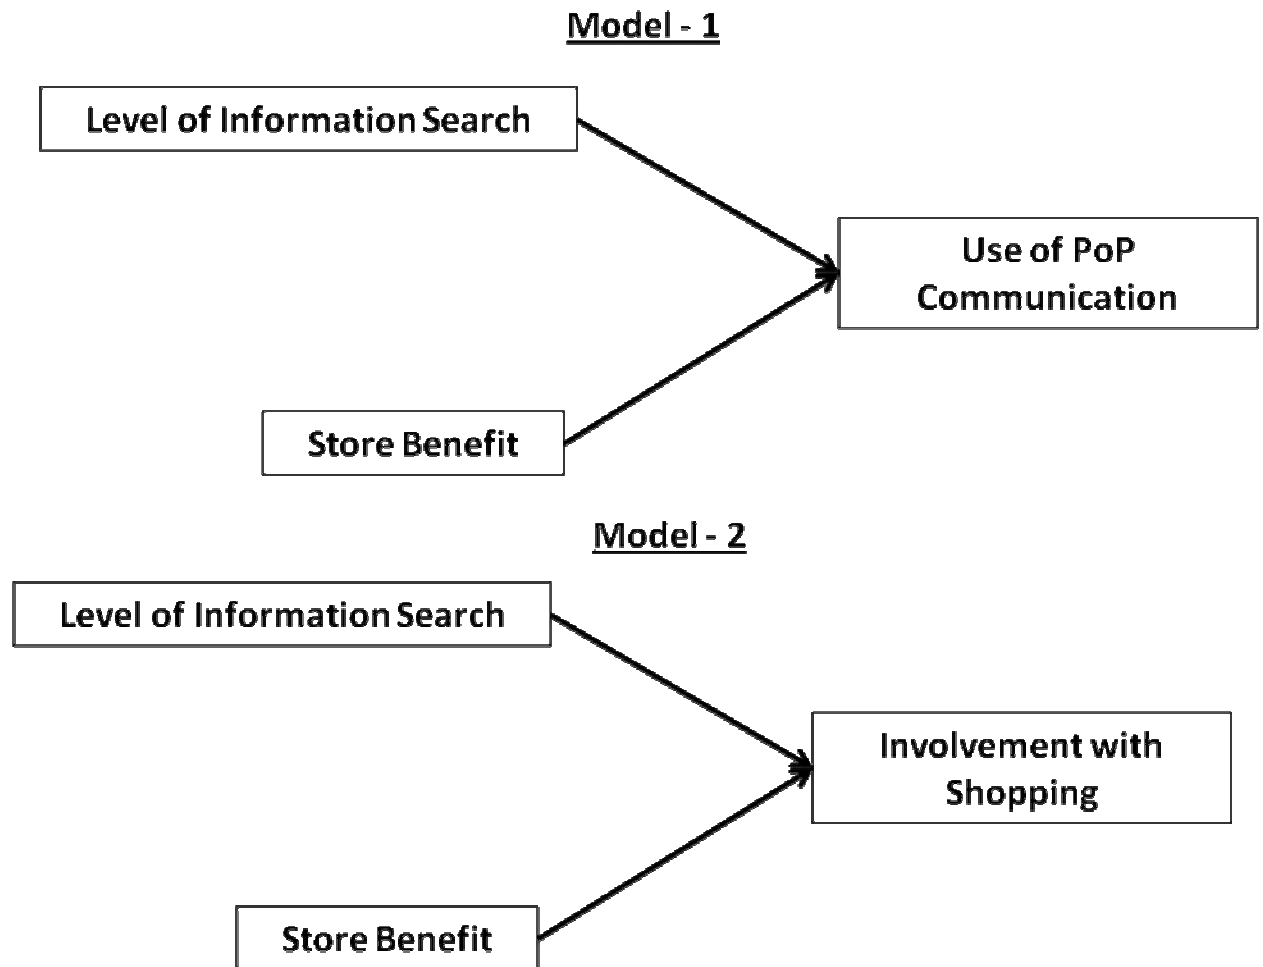 Model - 1
Level of Information Search
Use of PoP
Communication
Store Benefit
Model - 2
Level of Information Search
Involvement with
Shopping
Store Benefit